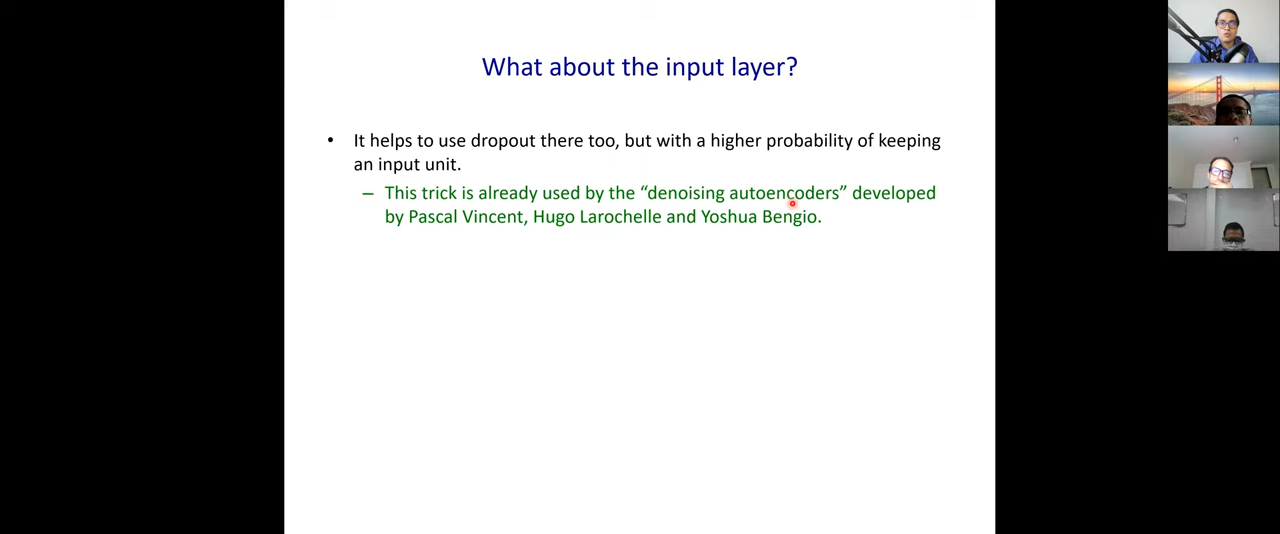 What about the input layer?
• It helps to use dropout there too, but with a higher probability of keeping
an input unit.
– This trick is already used by the “denoising autoencoders” developed
by Pascal Vincent, Hugo Larochelle and Yoshua Bengio.